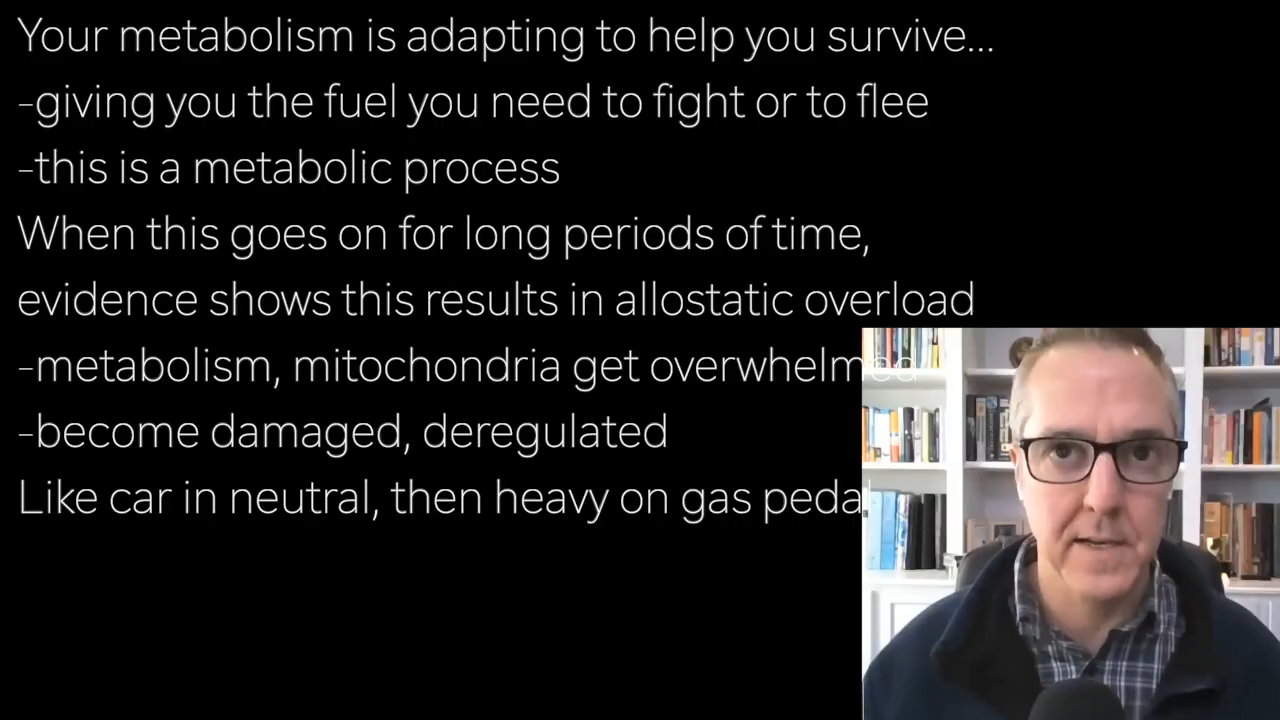 Your metabolism is adapting to help you survive...
-giving you the fuel you need to fight or to flee
-this is a metabolic process
When this goes on for long periods of time,
evidence shows this results in allostatic overload
-metabolism, mitochondria get overwhelmed
-become damaged, deregulated
Like car in neutral, then heavy on gas pedal